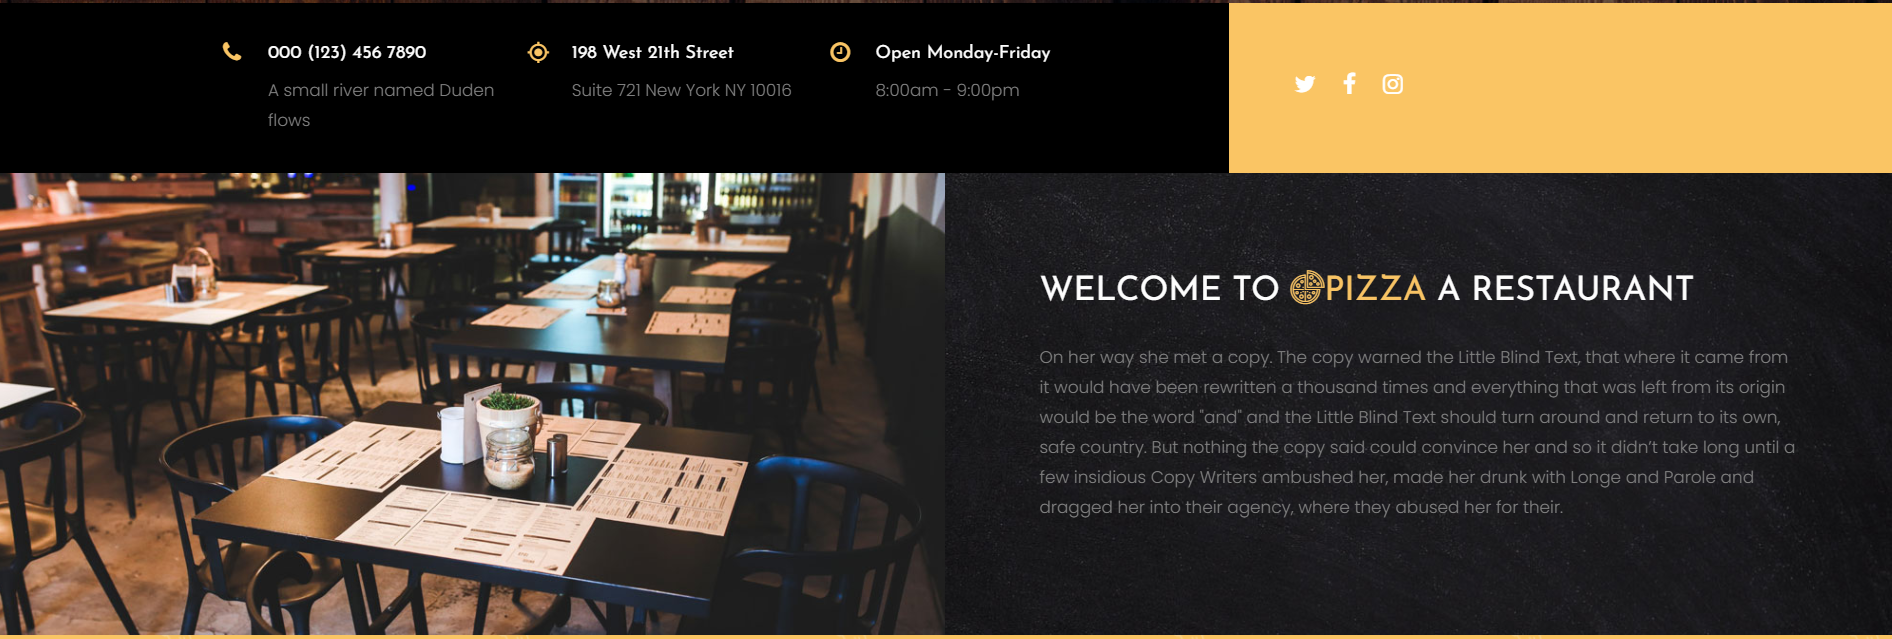 000 (123) 456 7890
A small river named Duden
flows
198 West 21th Street
Suite 721 New York NY 10016
Open Monday-Friday
8:00am - 9:00pm
WELCOME TO PIZZA A RESTAURANT
On her way she met a copy. The copy warned the Little Blind Text, that where it came from
it would have been rewritten a thousand times and everything that was left from its origin
would be the word "and" and the Little Blind Text should turn around and return to its own,
safe country. But nothing the copy said could convince her and so it didn’t take long until a
few insidious Copy Writers ambushed her, made her drunk with Longe and Parole and
dragged her into their agency, where they abused her for their.